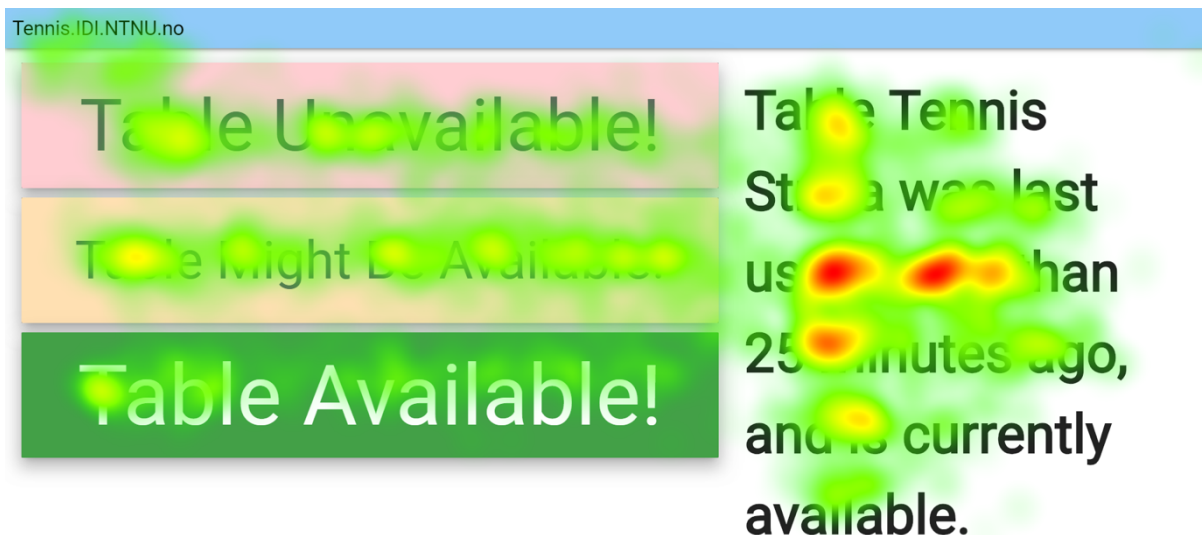 Tennis.IDI.NTNU.no
Table Unavailable!
Table Might Be Available!
Table Available!
Table Tennis
was last
than
25 minutes ago,
and is currently
available.